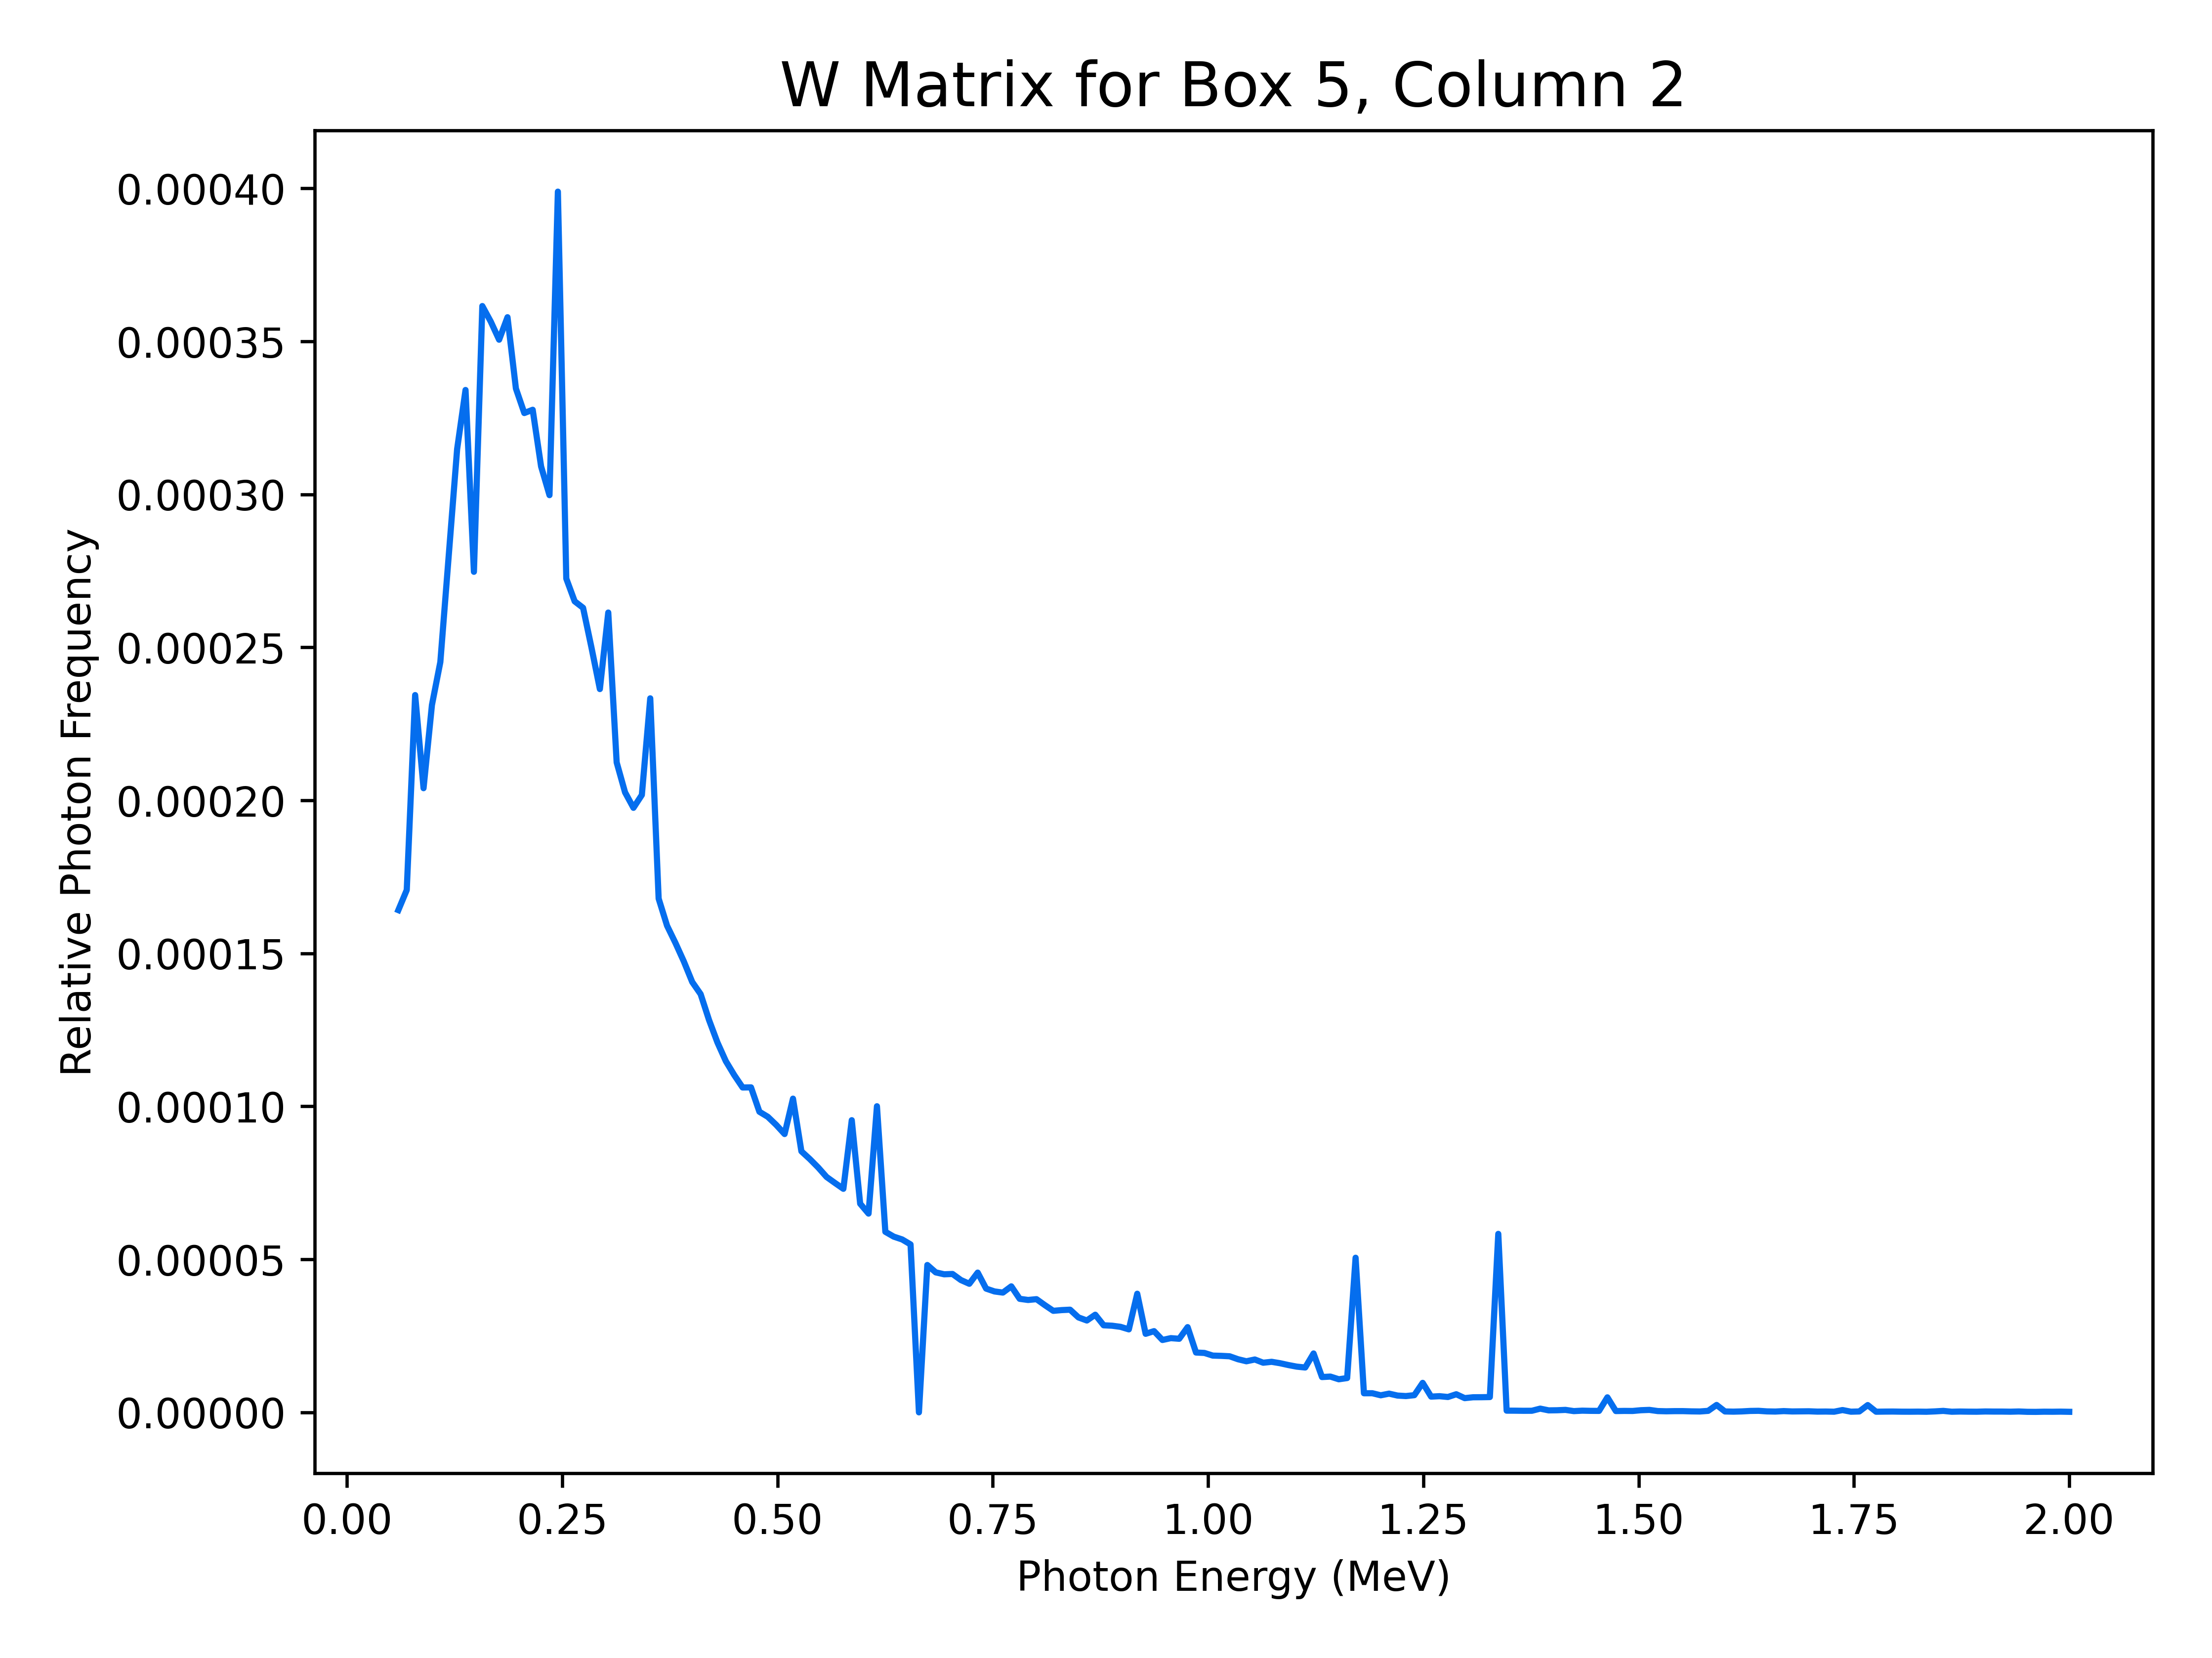 W Matrix for Box 5, Column 2
0.00040
0.00035
0.00030
0.00025
0.00020
0.00015
0.00010
0.00005
0.00000
Relative Photon Frequency
0.00 0.25 0.50 0.75 1.00 1.25 1.50 1.75 2.00
Photon Energy (MeV)